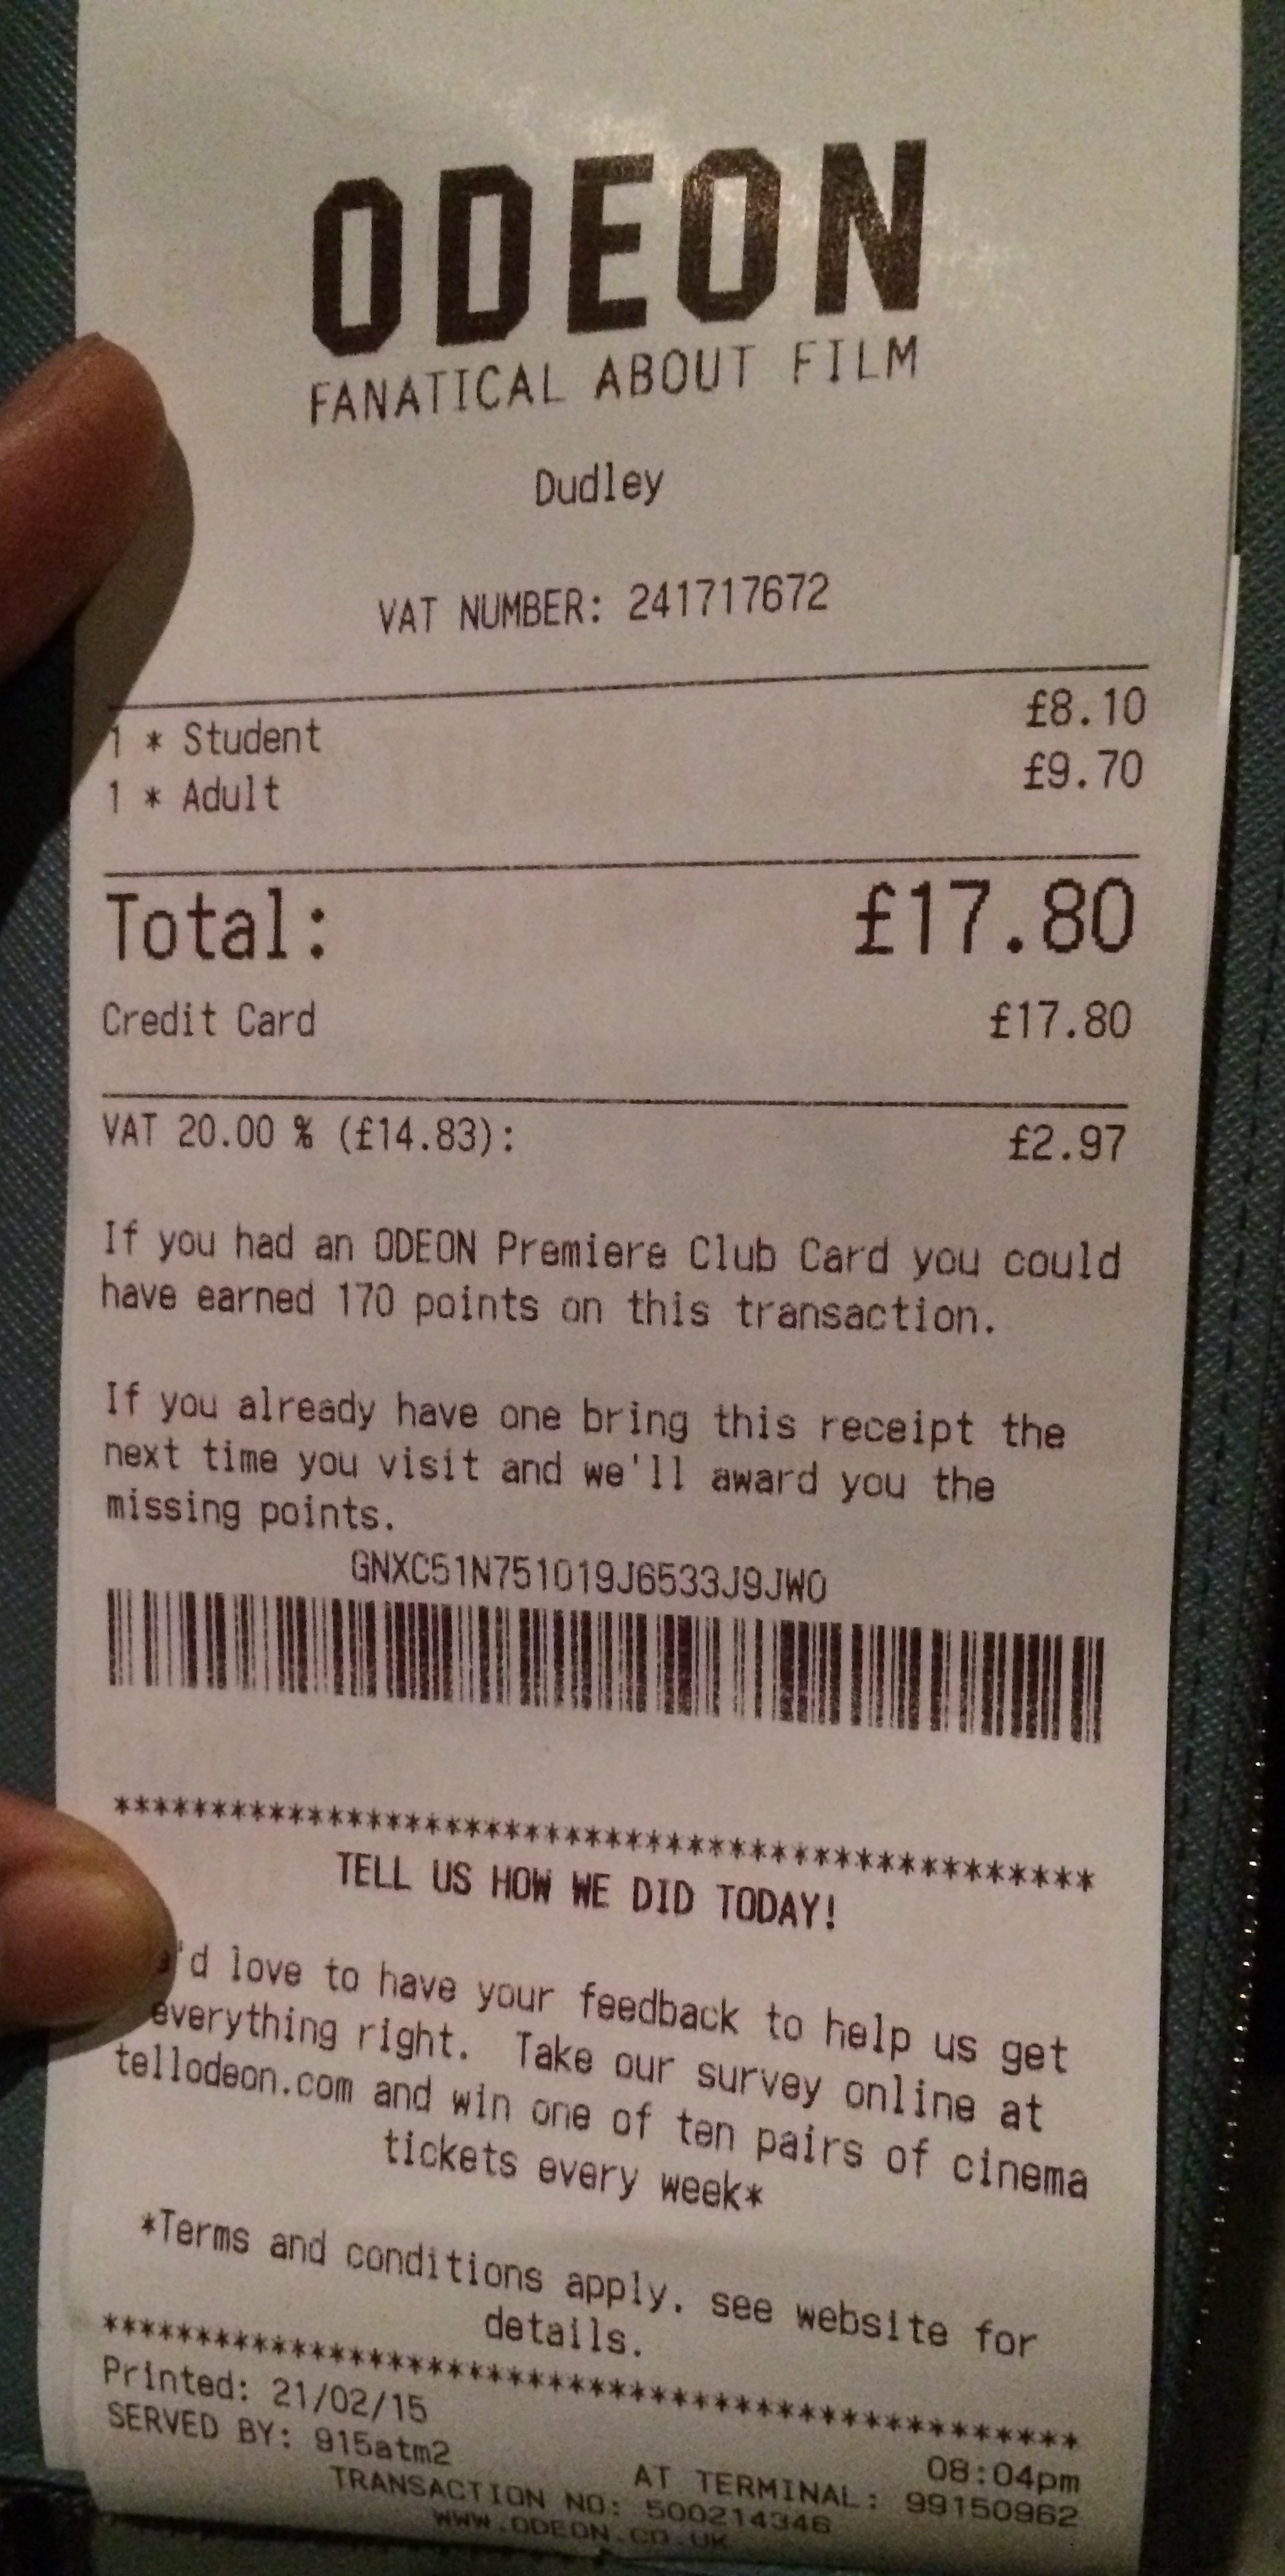 ODEON
FANATICAL ABOUT FILM
Dudley
VAT NUMBER: 241717672
1 * Student £8.10
1 * Adult £9.70
Total: £17.80
Credit Card £17.80
VAT 20.00 % (£14.83): £2.97
If you had an ODEON Premiere Club Card you could
have earned 170 points on this transaction.
If you already have one bring this receipt the
next time you visit and we'll award you the
missing points.
GNXC51N751019J6533J9JW0
*************************************************
TELL US HOW WE DID TODAY!
'd love to have your feedback to help us get
everything right. Take our survey online at
tellodeon.com and win one of ten pairs of cinema
tickets every week*
*Terms and conditions apply. see website for
details.
*************************************************
Printed: 21/02/15 08:04pm
SERVED BY: 915atm2 AT TERMINAL: 99150962
TRANSACTION NO: 500214346
WWW.ODEON.CO.UK